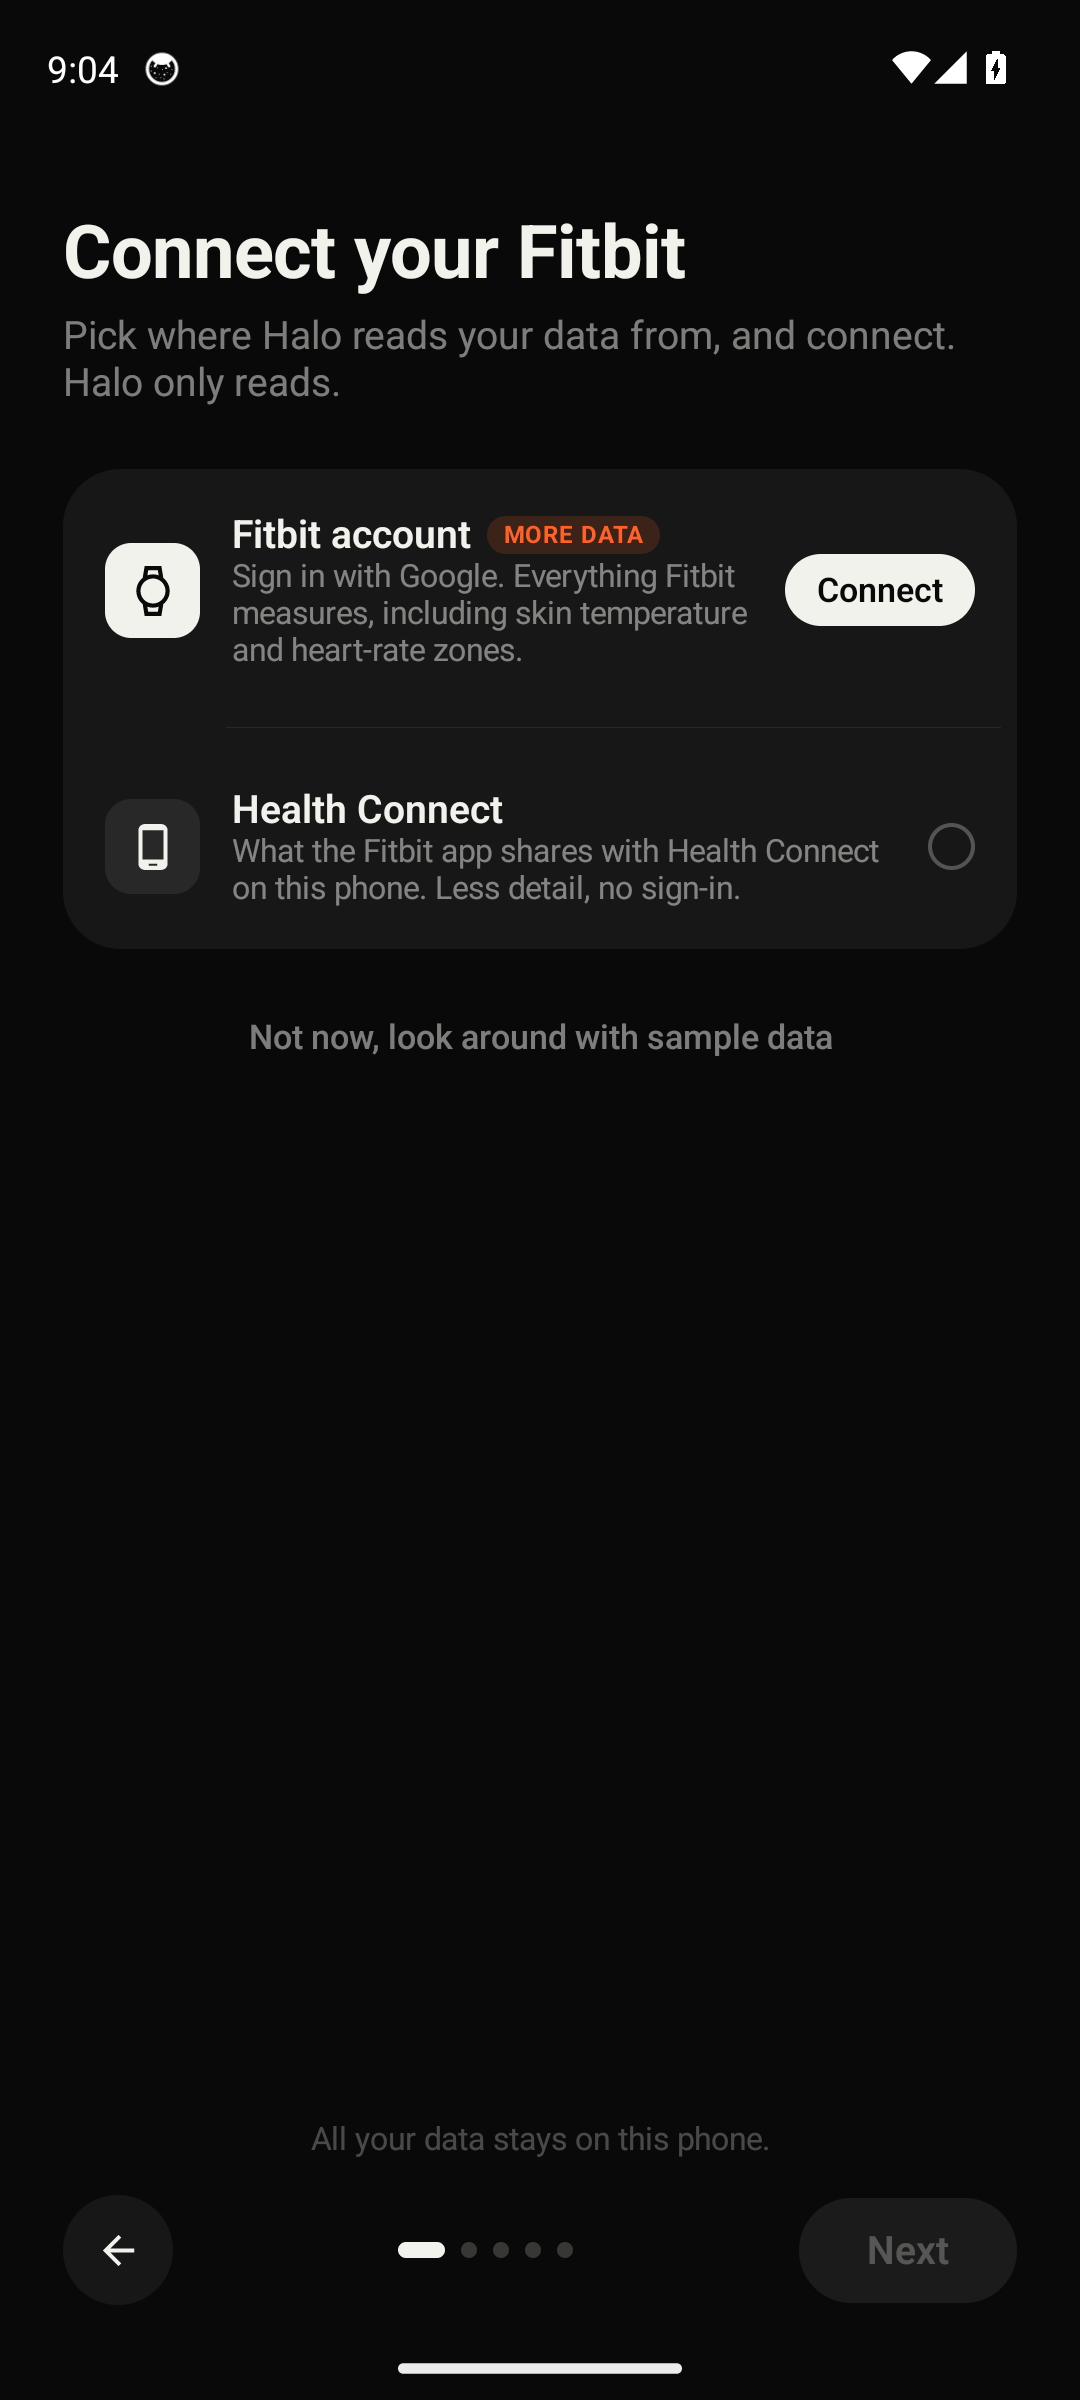 9:04
Connect your Fitbit
Pick where Halo reads your data from, and connect.
Halo only reads.
Fitbit account MORE DATA
Sign in with Google. Everything Fitbit
measures, including skin temperature
and heart-rate zones.
Connect
Health Connect
What the Fitbit app shares with Health Connect
on this phone. Less detail, no sign-in.
Not now, look around with sample data
All your data stays on this phone.
Next